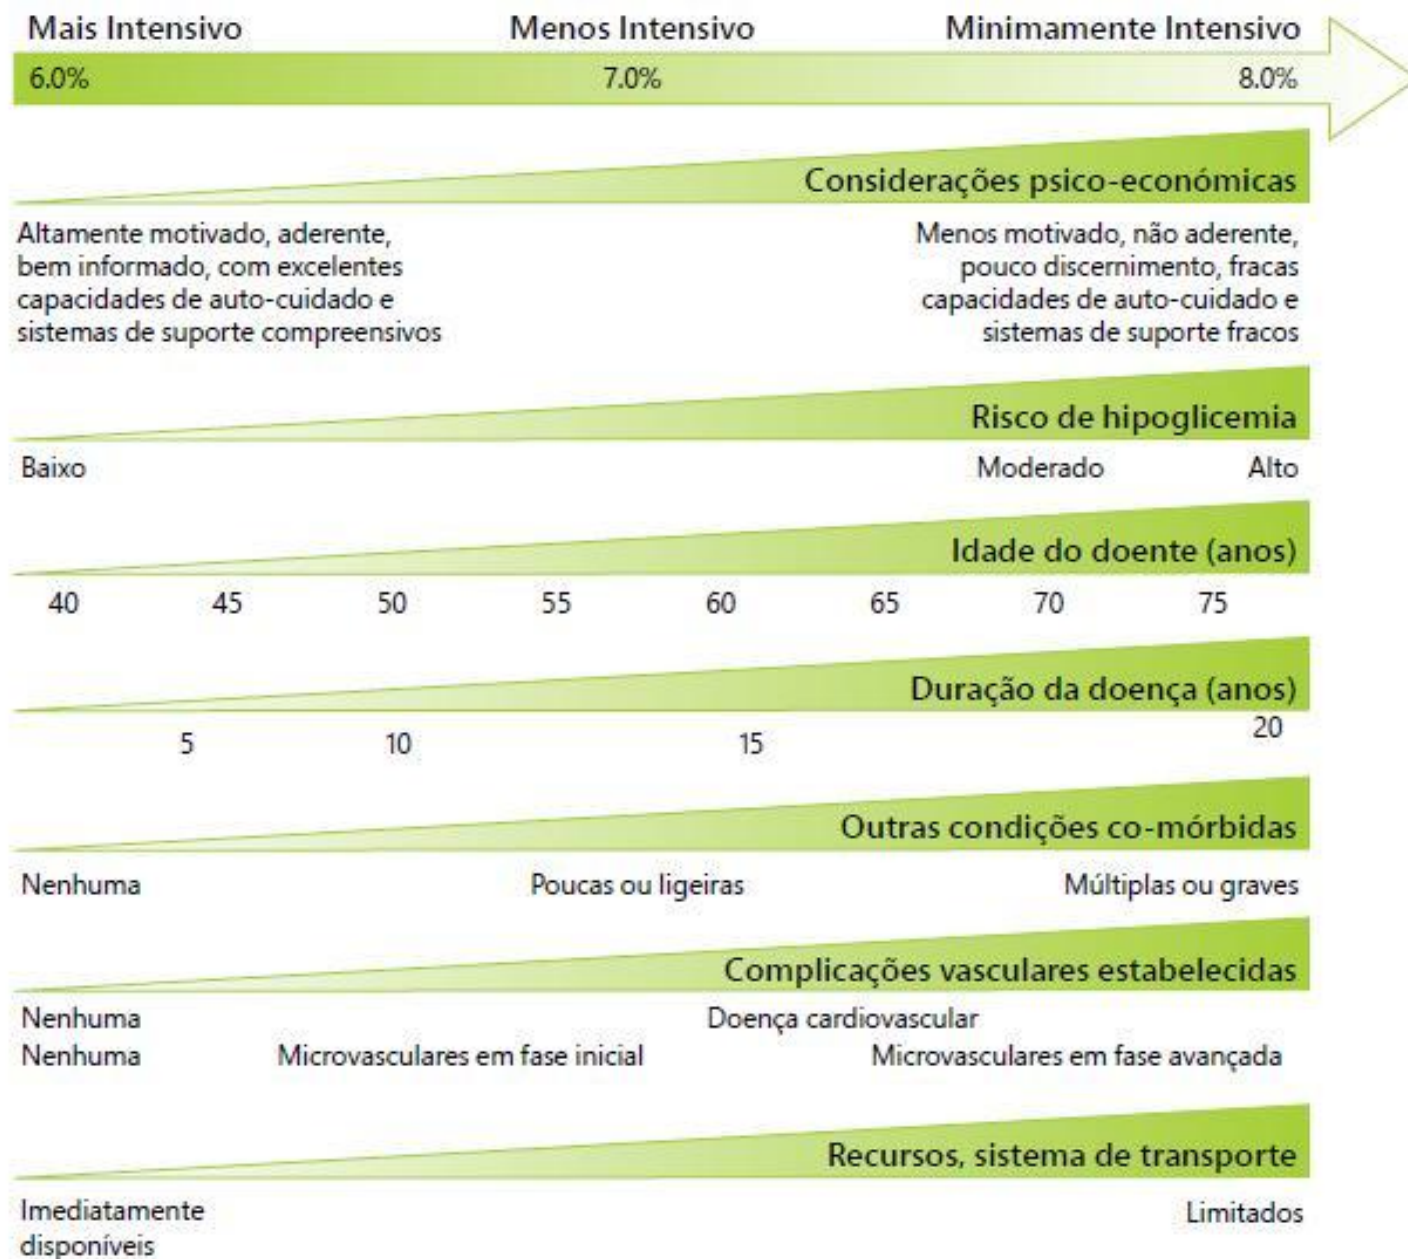 Mais Intensivo Menos Intensivo Minimamente Intensivo
6.0% 7.0% 8.0%
Considerações psico-económicas
Altamente motivado, aderente,
bem informado, com excelentes
capacidades de auto-cuidado e
sistemas de suporte compreensivos
Menos motivado, não aderente,
pouco discernimento, fracas
capacidades de auto-cuidado e
sistemas de suporte fracos
Risco de hipoglicemia
Baixo Moderado Alto
Idade do doente (anos)
40 45 50 55 60 65 70 75
Duração da doença (anos)
5 10 15 20
Outras condições co-mórbidas
Nenhuma Poucas ou ligeiras Múltiplas ou graves
Complicações vasculares estabelecidas
Nenhuma Doença cardiovascular
Nenhuma Microvasculares em fase inicial Microvasculares em fase avançada
Recursos, sistema de transporte
Imediatamente
disponíveis
Limitados